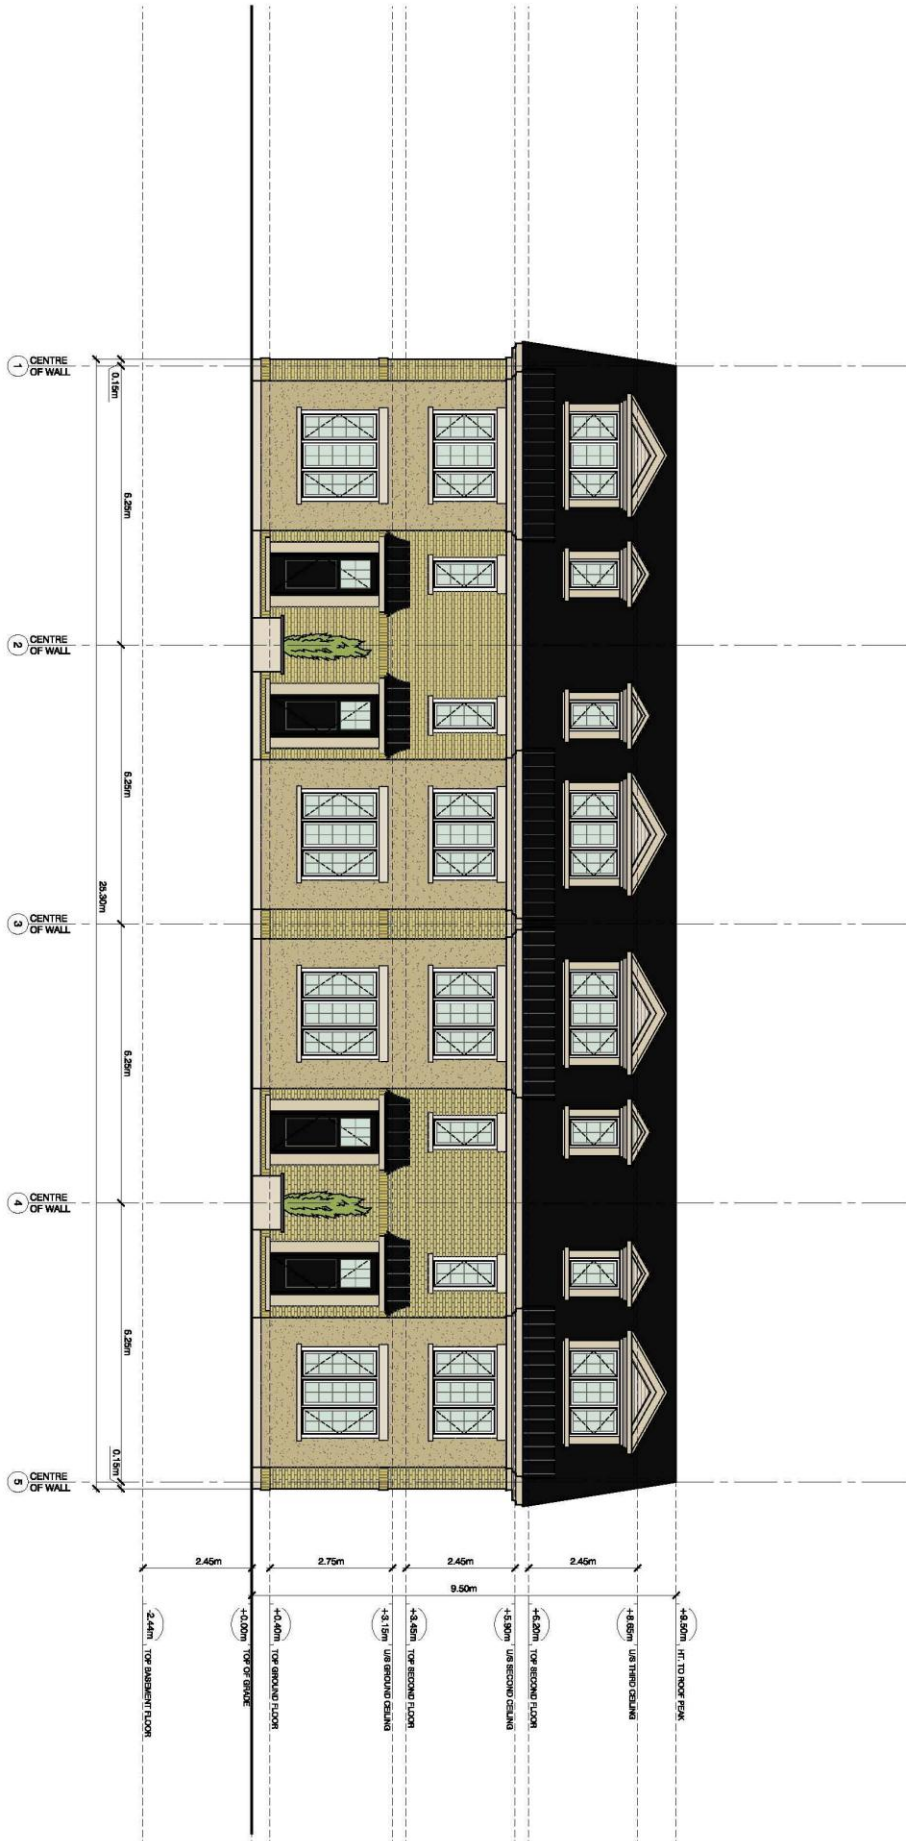 1
CENTRE
OF WALL
2
CENTRE
OF WALL
3
CENTRE
OF WALL
4
CENTRE
OF WALL
5
CENTRE
OF WALL
0.15m
6.25m
6.25m
25.30m
6.25m
6.25m
0.15m
2.45m
2.75m
2.45m
2.45m
9.50m
+9.50m HT. TO ROOF PEAK
+8.65m U/S THIRD CEILING
+6.20m TOP SECOND FLOOR
+5.90m U/S SECOND CEILING
+3.45m TOP SECOND FLOOR
+3.15m U/S GROUND CEILING
+0.40m TOP GROUND FLOOR
+0.00m TOP OF GRADE
-2.44m TOP BASEMENT FLOOR